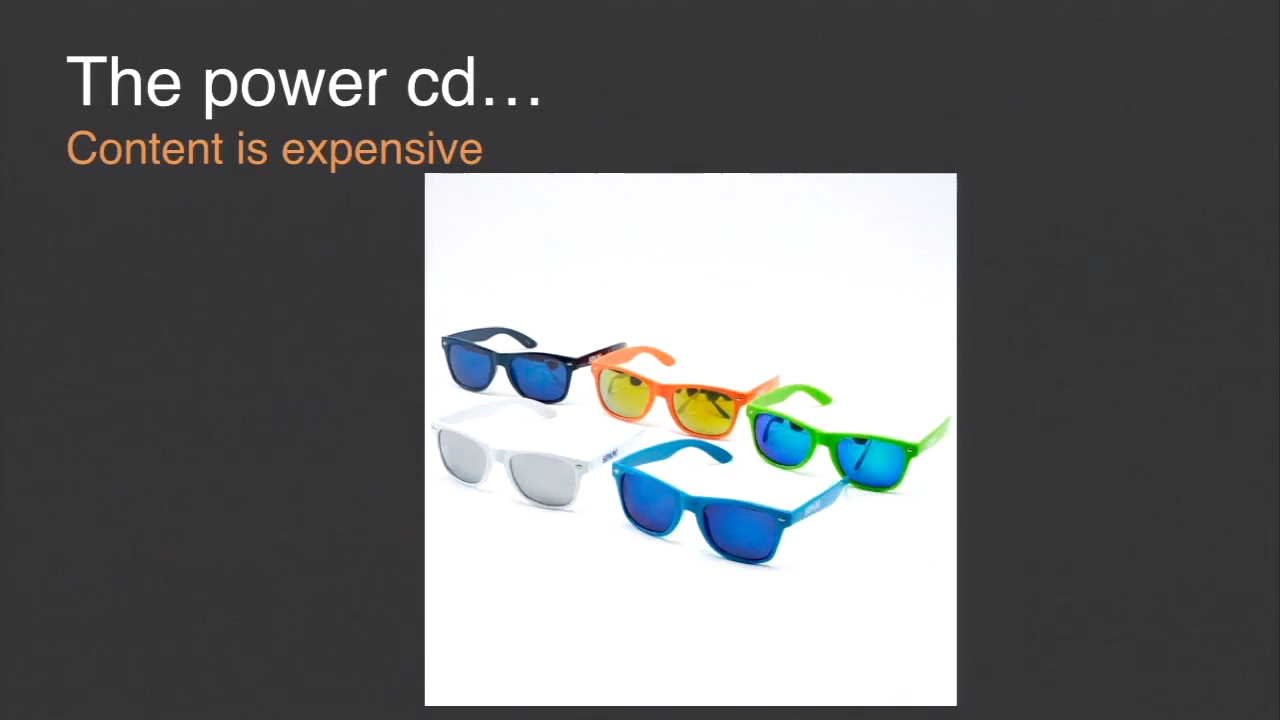 The power cd…
Content is expensive